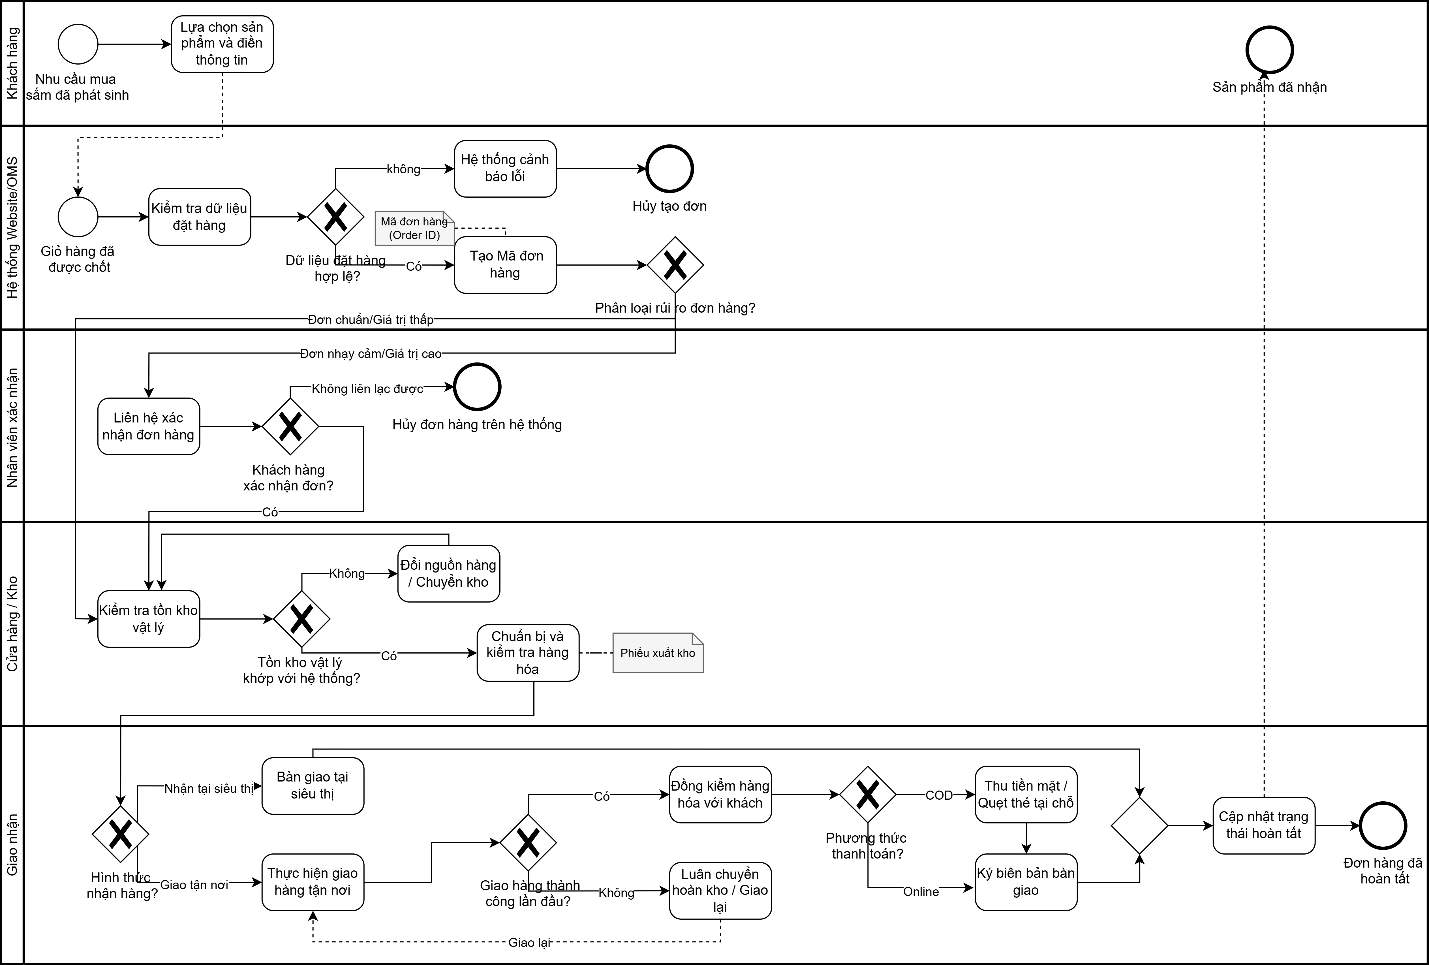 Khách hàng
Nhu cầu mua
sắm đã phát sinh
Lựa chọn sản
phẩm và điền
thông tin
Sản phẩm đã nhận
Hệ thống Website/OMS
Giỏ hàng đã
được chốt
Kiểm tra dữ liệu
đặt hàng
Dữ liệu đặt hàng
hợp lệ?
không
Hệ thống cảnh
báo lỗi
Hủy tạo đơn
Mã đơn hàng
(Order ID)
Có
Tạo Mã đơn
hàng
Phân loại rủi ro đơn hàng?
Đơn chuẩn/Giá trị thấp
Nhân viên xác nhận
Đơn nhạy cảm/Giá trị cao
Liên hệ xác
nhận đơn hàng
Khách hàng
xác nhận đơn?
Không liên lạc được
Hủy đơn hàng trên hệ thống
Có
Cửa hàng / Kho
Kiểm tra tồn kho
vật lý
Tồn kho vật lý
khớp với hệ thống?
Không
Đổi nguồn hàng
/ Chuyển kho
Có
Chuẩn bị và
kiểm tra hàng
hóa
Phiếu xuất kho
Giao nhận
Hình thức
nhận hàng?
Nhận tại siêu thị
Bàn giao tại
siêu thị
Giao tận nơi
Thực hiện giao
hàng tận nơi
Giao hàng thành
công lần đầu?
Có
Đồng kiểm hàng
hóa với khách
Không
Luân chuyển
hoàn kho / Giao
lại
Giao lại
Phương thức
thanh toán?
COD
Thu tiền mặt /
Quẹt thẻ tại chỗ
Online
Ký biên bản bàn
giao
Cập nhật trạng
thái hoàn tất
Đơn hàng đã
hoàn tất